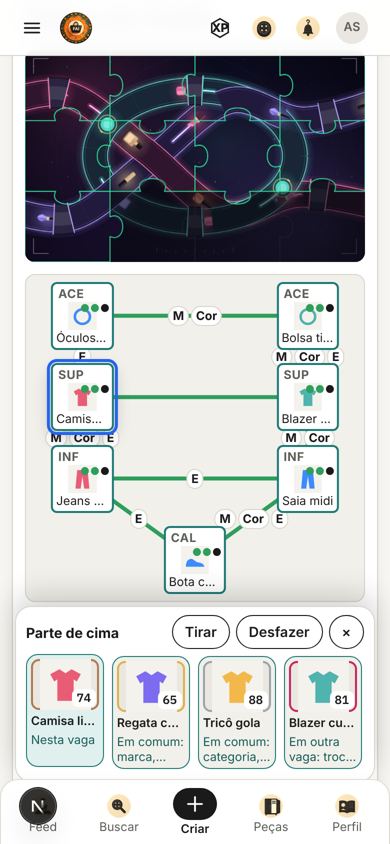 XP
AS
ACE
Óculos...
M Cor
ACE
Bolsa ti...
E
M Cor E
SUP
Camis...
SUP
Blazer ...
M Cor E
M Cor
INF
Jeans ...
E
INF
Saia midi
E
M Cor E
CAL
Bota c...
Parte de cima
Tirar
Desfazer
×
74
Camisa li...
Nesta vaga
65
Regata c...
Em comum:
marca,...
88
Tricô gola
Em comum:
categoria,...
81
Blazer cu...
Em outra
vaga: troc...
N
Feed
Buscar
Criar
Peças
Perfil